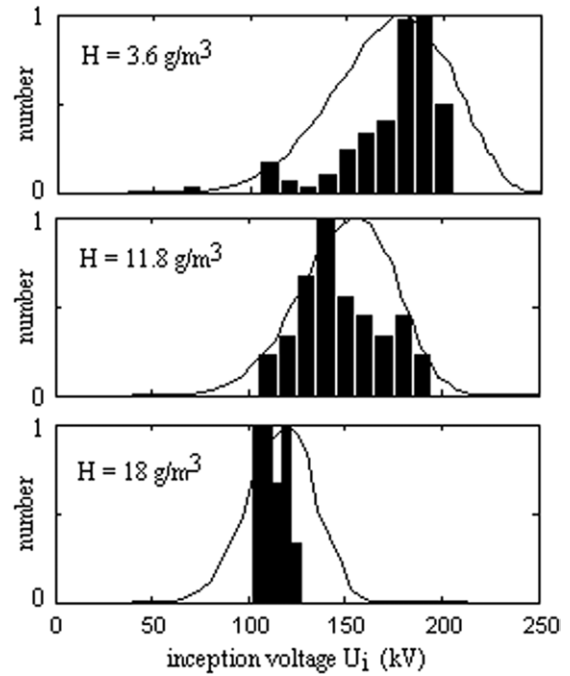 1
H = 3.6 g/m3
number
0
1
H = 11.8 g/m3
number
0
1
H = 18 g/m3
number
0
0 50 100 150 200 250
inception voltage Ui (kV)